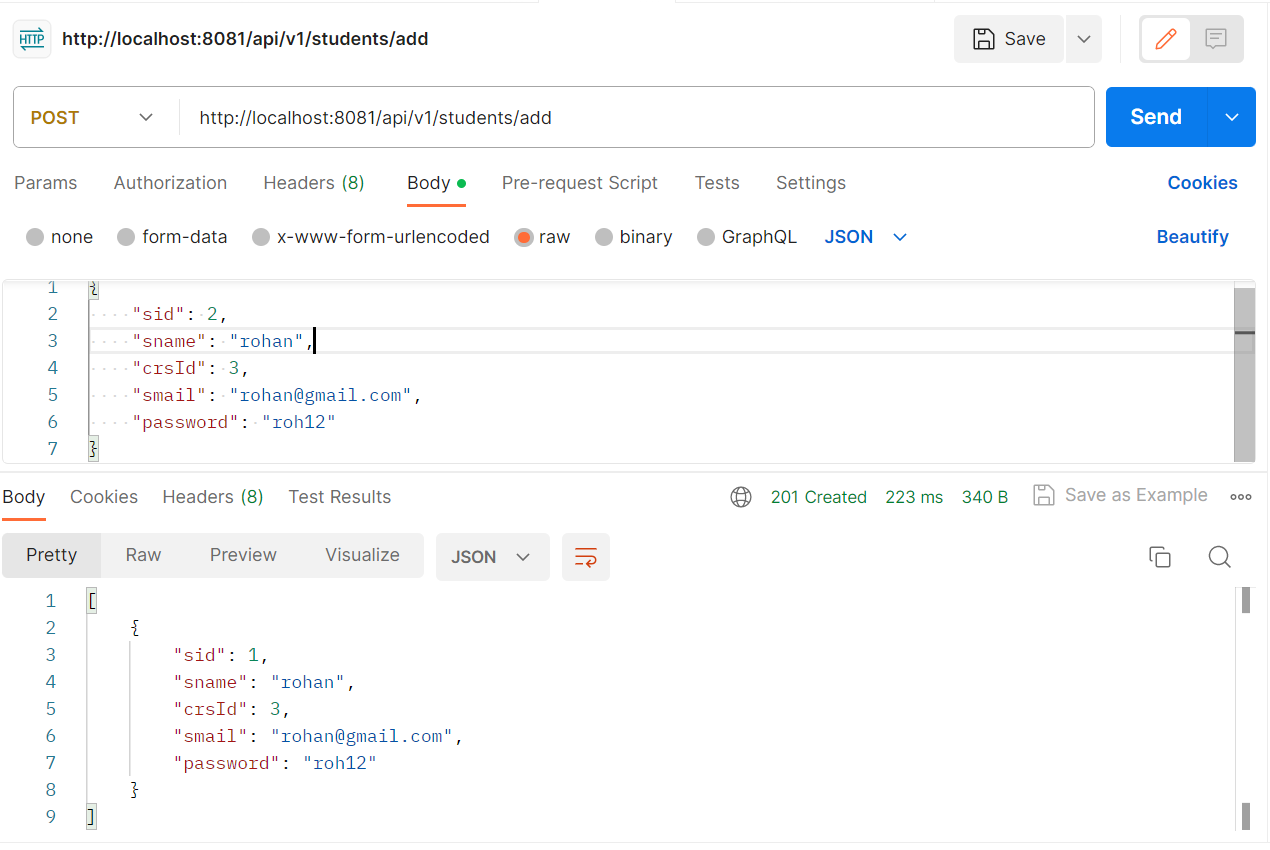 HTTP http://localhost:8081/api/v1/students/add Save
POST http://localhost:8081/api/v1/students/add Send
Params Authorization Headers (8) Body Pre-request Script Tests Settings Cookies
none form-data x-www-form-urlencoded raw binary GraphQL JSON Beautify
1 {
2 "sid": 2,
3 "sname": "rohan",
4 "crsId": 3,
5 "smail": "rohan@gmail.com",
6 "password": "roh12"
7 }
Body Cookies Headers (8) Test Results 201 Created 223 ms 340 B Save as Example
Pretty Raw Preview Visualize JSON
1 [
2 {
3 "sid": 1,
4 "sname": "rohan",
5 "crsId": 3,
6 "smail": "rohan@gmail.com",
7 "password": "roh12"
8 }
9 ]